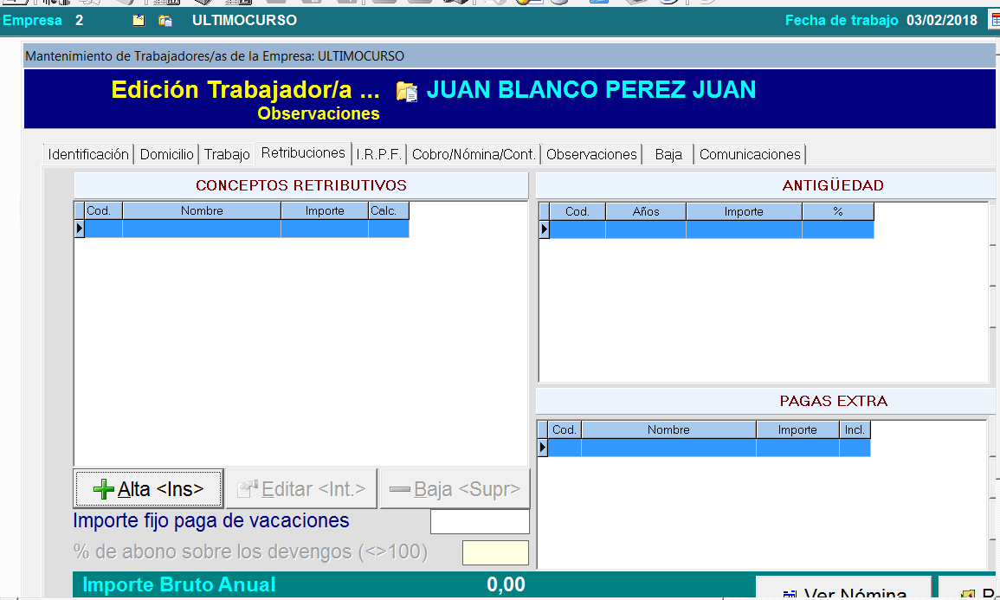 Empresa 2 ULTIMOCURSO Fecha de trabajo 03/02/2018
Mantenimiento de Trabajadores/as de la Empresa: ULTIMOCURSO
Edición Trabajador/a ... JUAN BLANCO PEREZ JUAN
Observaciones
Identificación Domicilio Trabajo Retribuciones I.R.P.F. Cobro/Nómina/Cont. Observaciones Baja Comunicaciones
CONCEPTOS RETRIBUTIVOS
Cod. Nombre Importe Calc.
ANTIGÜEDAD
Cod. Años Importe %
PAGAS EXTRA
Cod. Nombre Importe Incl.
Alta <Ins> Editar <Int.> Baja <Supr>
Importe fijo paga de vacaciones
% de abono sobre los devengos (<>100)
Importe Bruto Anual 0,00
Ver Nómina